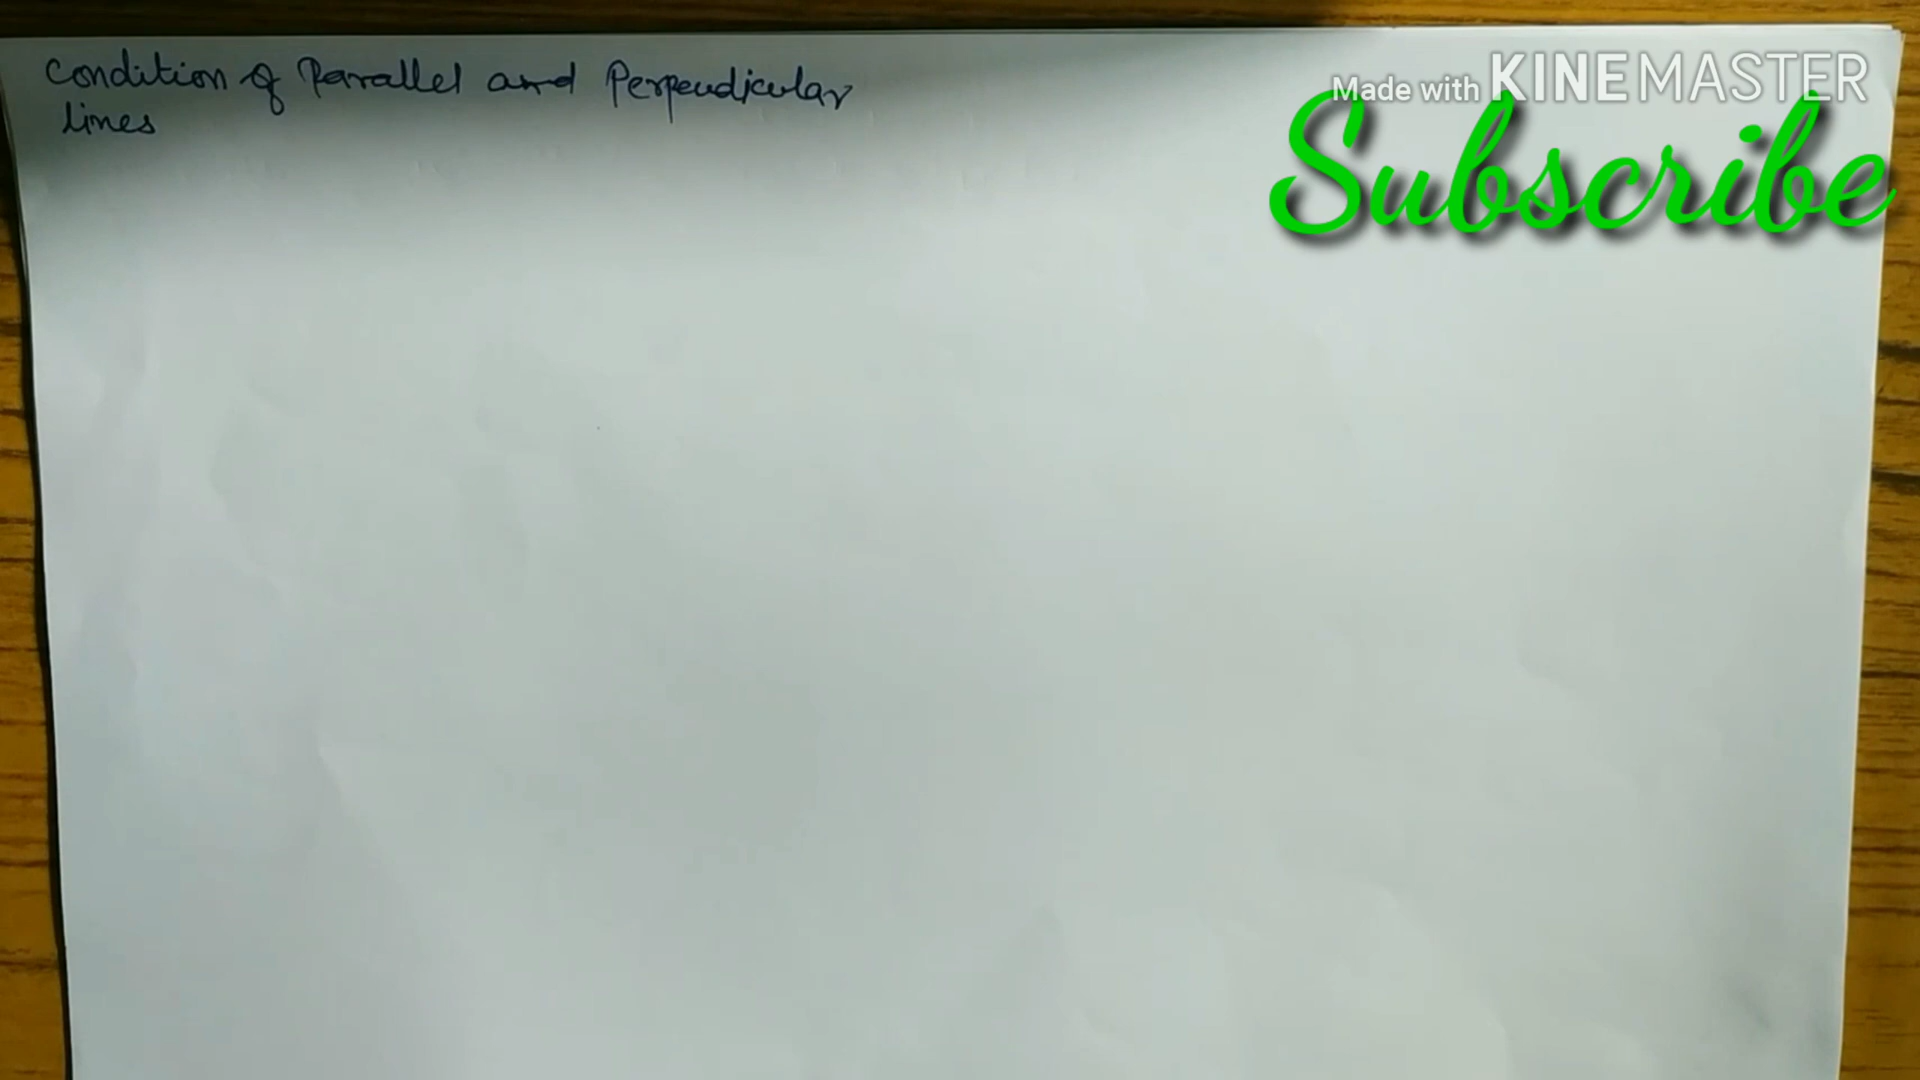 Condition of Parallel and Perpendicular
lines
Made with KINEMASTER
Subscribe